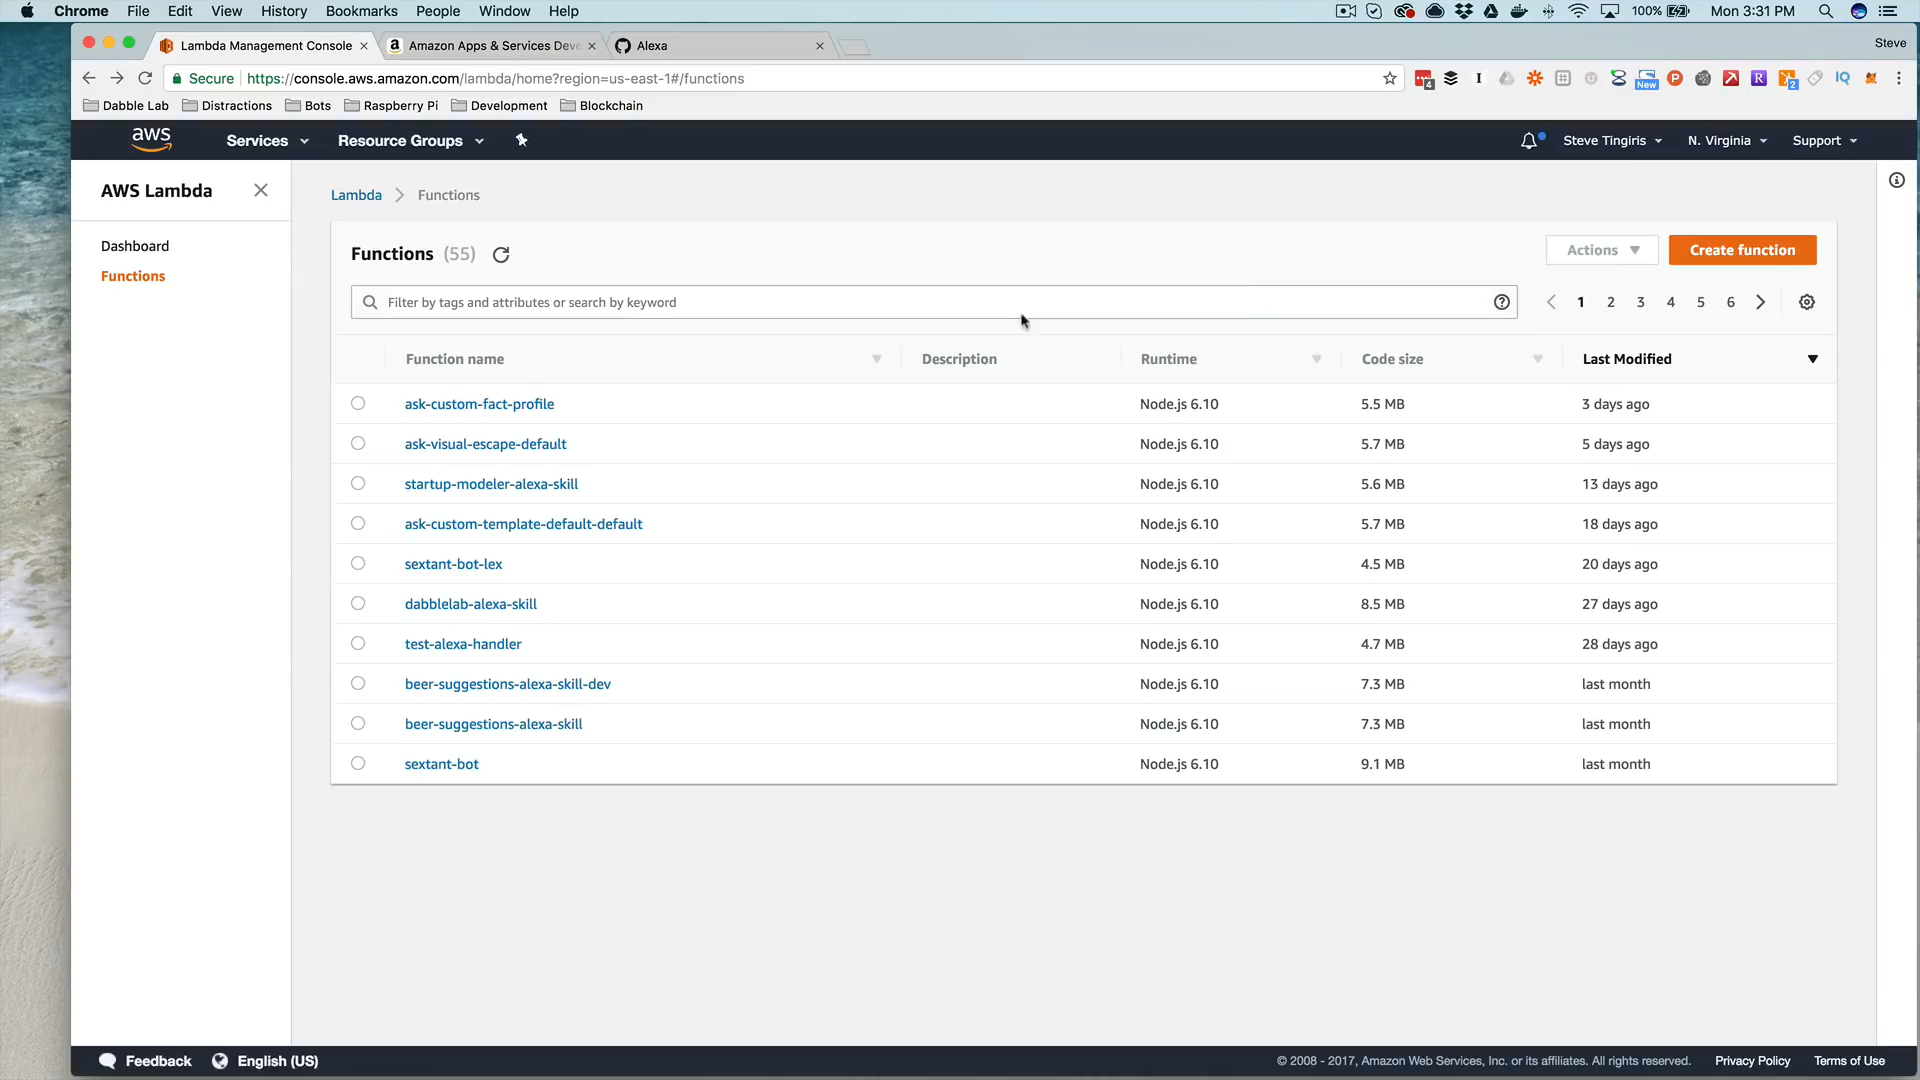 Chrome File Edit View History Bookmarks People Window Help 100% Mon 3:31 PM
Lambda Management Console Amazon Apps & Services Deve Alexa Steve
Secure https://console.aws.amazon.com/lambda/home?region=us-east-1#/functions
Dabble Lab Distractions Bots Raspberry Pi Development Blockchain
aws Services Resource Groups Steve Tingiris N. Virginia Support
AWS Lambda
Dashboard
Functions
Lambda Functions
Functions (55) Actions Create function
Filter by tags and attributes or search by keyword 1 2 3 4 5 6
Function name Description Runtime Code size Last Modified
ask-custom-fact-profile Node.js 6.10 5.5 MB 3 days ago
ask-visual-escape-default Node.js 6.10 5.7 MB 5 days ago
startup-modeler-alexa-skill Node.js 6.10 5.6 MB 13 days ago
ask-custom-template-default-default Node.js 6.10 5.7 MB 18 days ago
sextant-bot-lex Node.js 6.10 4.5 MB 20 days ago
dabblelab-alexa-skill Node.js 6.10 8.5 MB 27 days ago
test-alexa-handler Node.js 6.10 4.7 MB 28 days ago
beer-suggestions-alexa-skill-dev Node.js 6.10 7.3 MB last month
beer-suggestions-alexa-skill Node.js 6.10 7.3 MB last month
sextant-bot Node.js 6.10 9.1 MB last month
Feedback English (US) © 2008 - 2017, Amazon Web Services, Inc. or its affiliates. All rights reserved. Privacy Policy Terms of Use